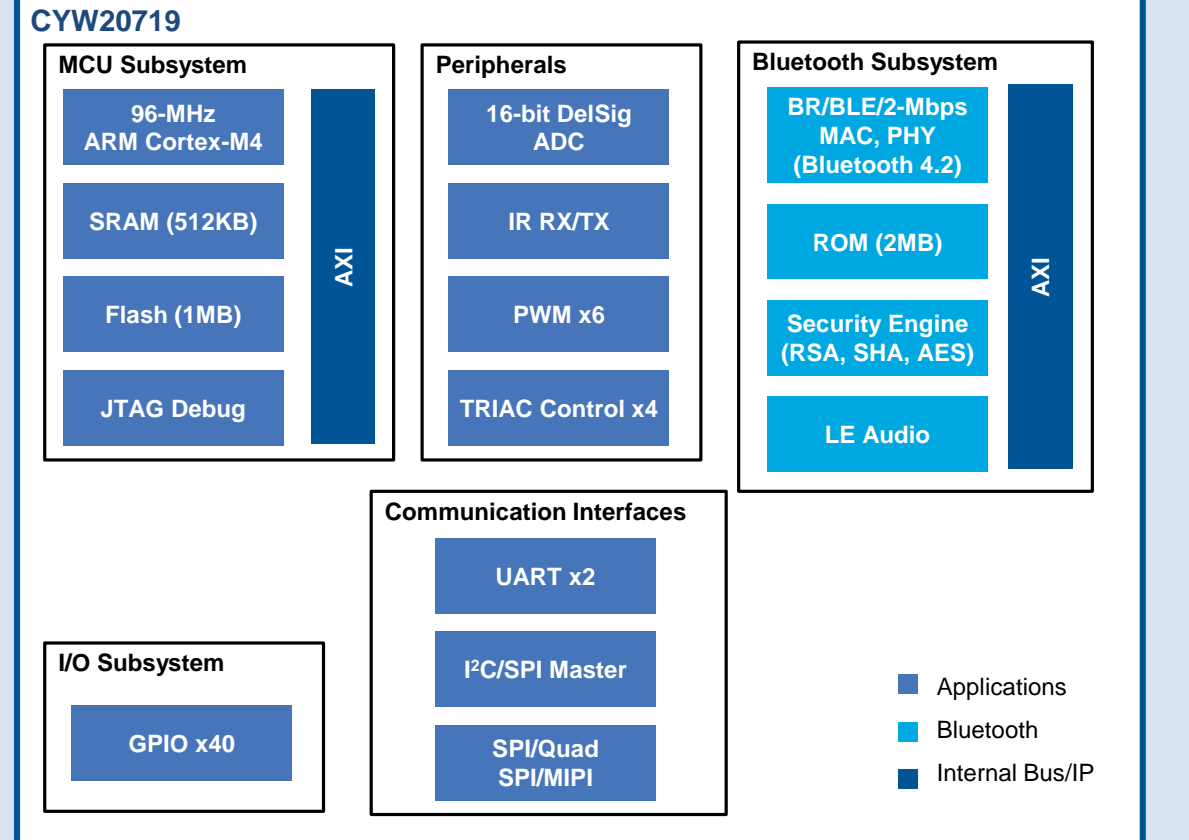 CYW20719
MCU Subsystem
96-MHz
ARM Cortex-M4
SRAM (512KB)
Flash (1MB)
JTAG Debug
AXI
Peripherals
16-bit DelSig
ADC
IR RX/TX
PWM x6
TRIAC Control x4
Bluetooth Subsystem
BR/BLE/2-Mbps
MAC, PHY
(Bluetooth 4.2)
ROM (2MB)
Security Engine
(RSA, SHA, AES)
LE Audio
AXI
Communication Interfaces
UART x2
I²C/SPI Master
SPI/Quad
SPI/MIPI
I/O Subsystem
GPIO x40
Applications
Bluetooth
Internal Bus/IP